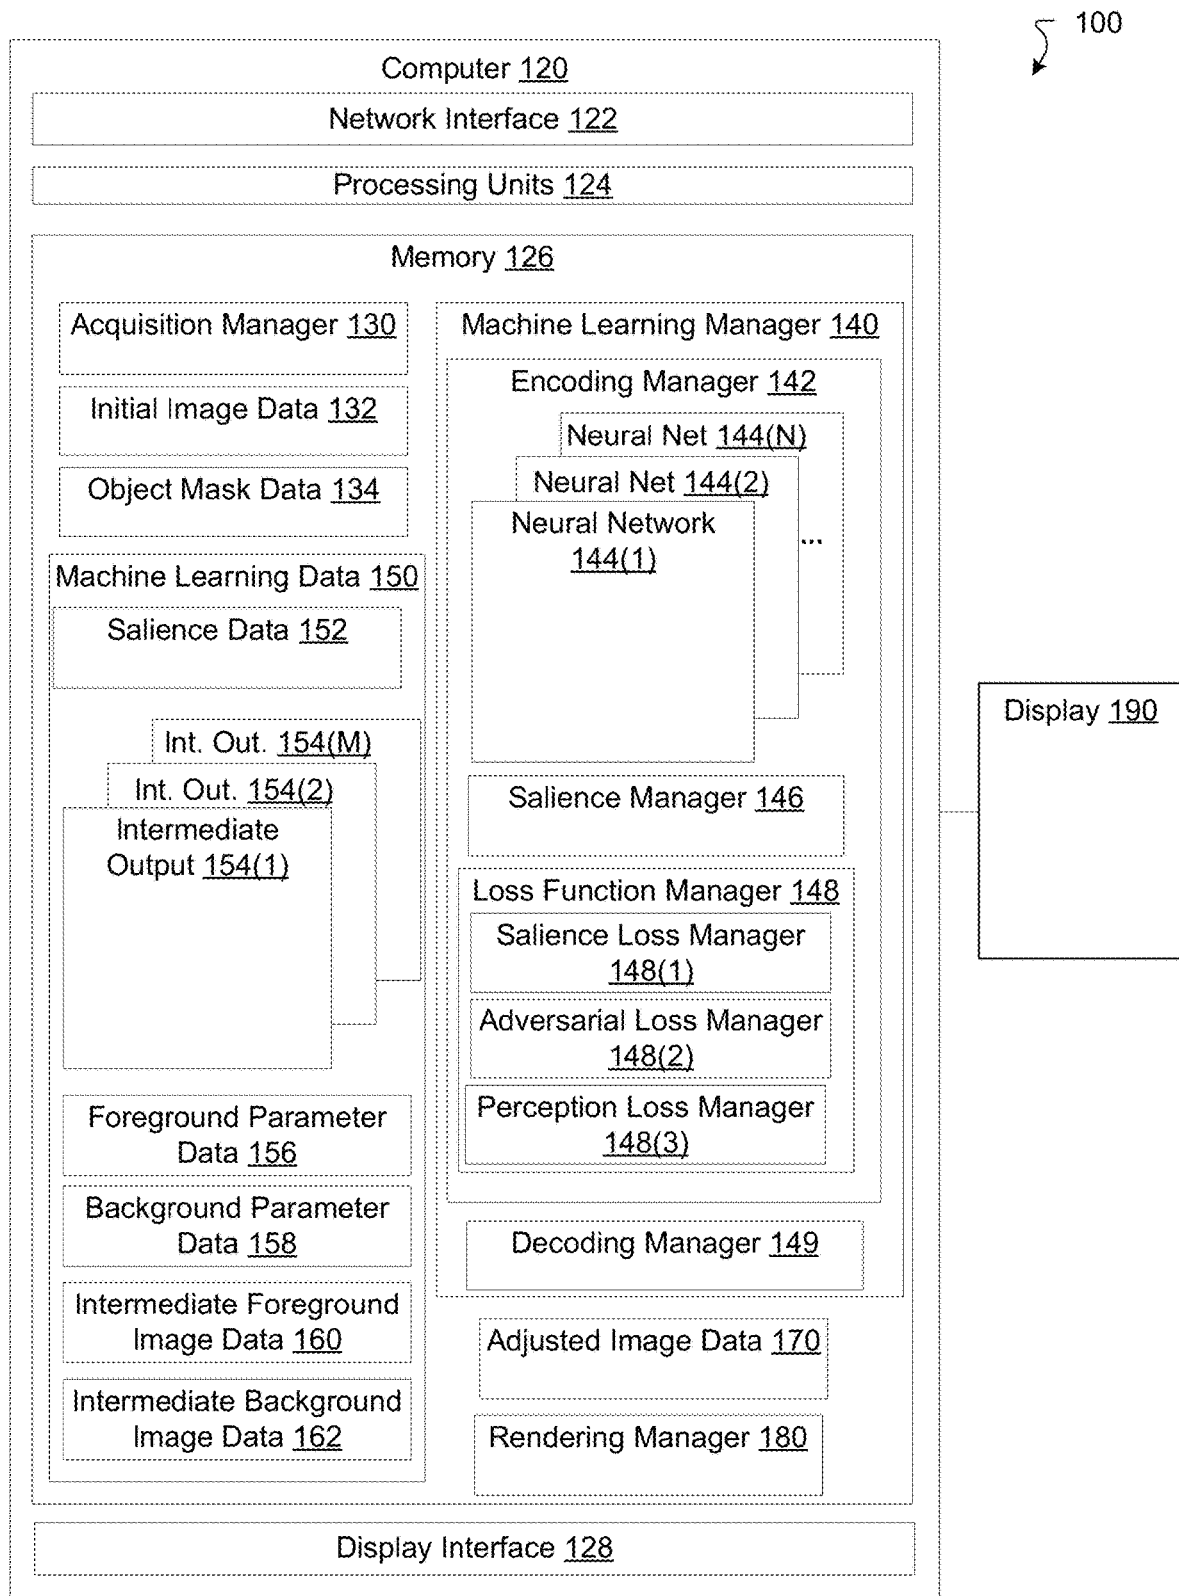 100
Computer 120
Network Interface 122
Processing Units 124
Memory 126
Acquisition Manager 130
Initial Image Data 132
Object Mask Data 134
Machine Learning Data 150
Salience Data 152
Int. Out. 154(M)
Int. Out. 154(2)
Intermediate
Output 154(1)
Foreground Parameter
Data 156
Background Parameter
Data 158
Intermediate Foreground
Image Data 160
Intermediate Background
Image Data 162
Machine Learning Manager 140
Encoding Manager 142
Neural Net 144(N)
Neural Net 144(2)
Neural Network
144(1)
...
Salience Manager 146
Loss Function Manager 148
Salience Loss Manager
148(1)
Adversarial Loss Manager
148(2)
Perception Loss Manager
148(3)
Decoding Manager 149
Adjusted Image Data 170
Rendering Manager 180
Display 190
Display Interface 128